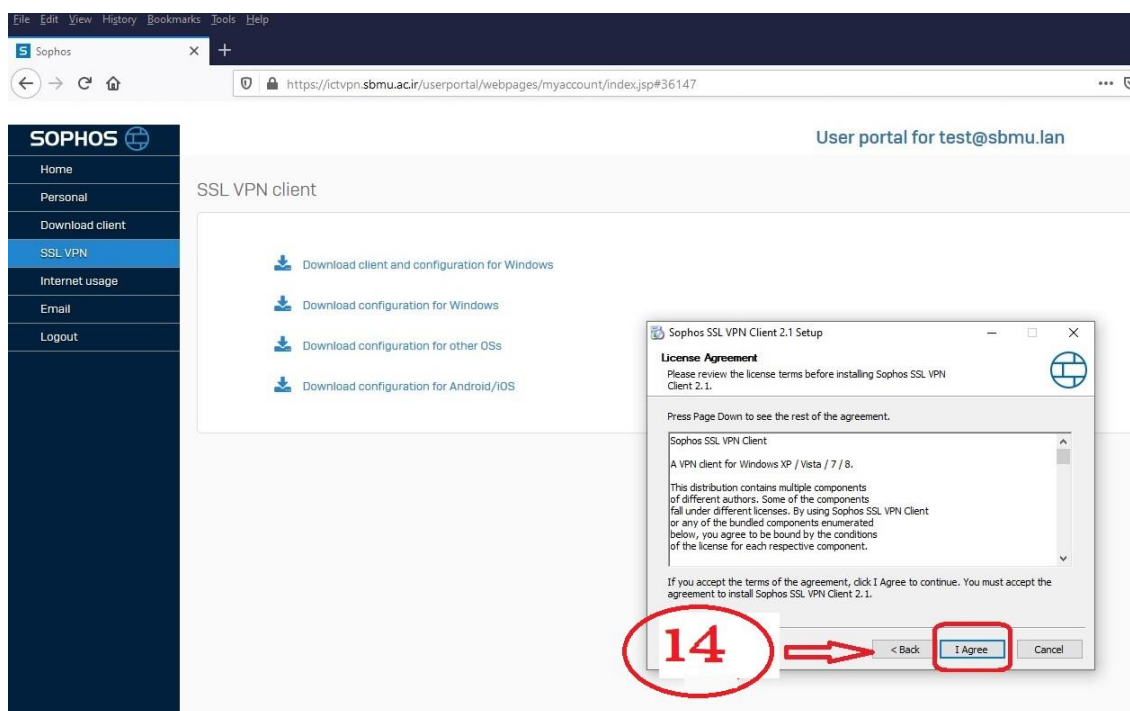 File Edit View History Bookmarks Tools Help
S Sophos
https://ictvpn.sbmu.ac.ir/userportal/webpages/myaccount/index.jsp#36147
SOPHOS
User portal for test@sbmu.lan
Home
Personal
Download client
SSL VPN
Internet usage
Email
Logout
SSL VPN client
Download client and configuration for Windows
Download configuration for Windows
Download configuration for other OSs
Download configuration for Android/iOS
Sophos SSL VPN Client 2.1 Setup
License Agreement
Please review the license terms before installing Sophos SSL VPN
Client 2.1.
Press Page Down to see the rest of the agreement.
Sophos SSL VPN Client
A VPN client for Windows XP / Vista / 7 / 8.
This distribution contains multiple components
of different authors. Some of the components
fall under different licenses. By using Sophos SSL VPN Client
or any of the bundled components enumerated
below, you agree to be bound by the conditions
of the license for each respective component.
If you accept the terms of the agreement, click I Agree to continue. You must accept the
agreement to install Sophos SSL VPN Client 2.1.
14
< Back I Agree Cancel